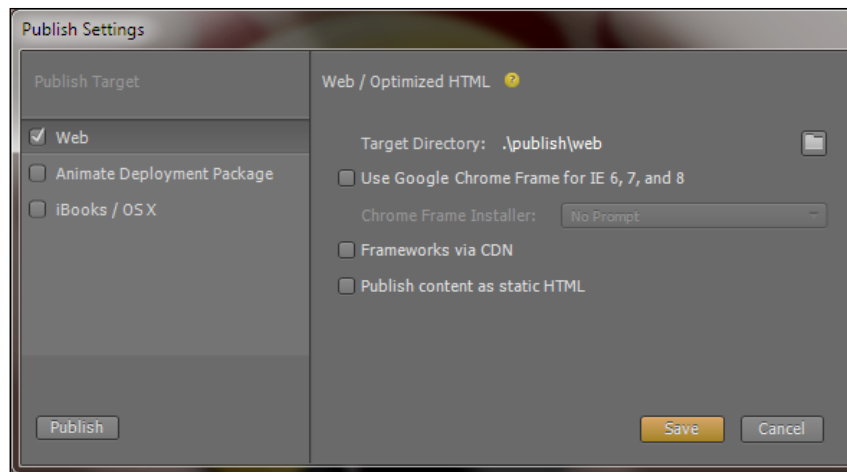 Publish Settings
Publish Target
Web
Animate Deployment Package
iBooks / OS X
Publish
Web / Optimized HTML ?
Target Directory: .\publish\web
Use Google Chrome Frame for IE 6, 7, and 8
Chrome Frame Installer: No Prompt
Frameworks via CDN
Publish content as static HTML
Save Cancel